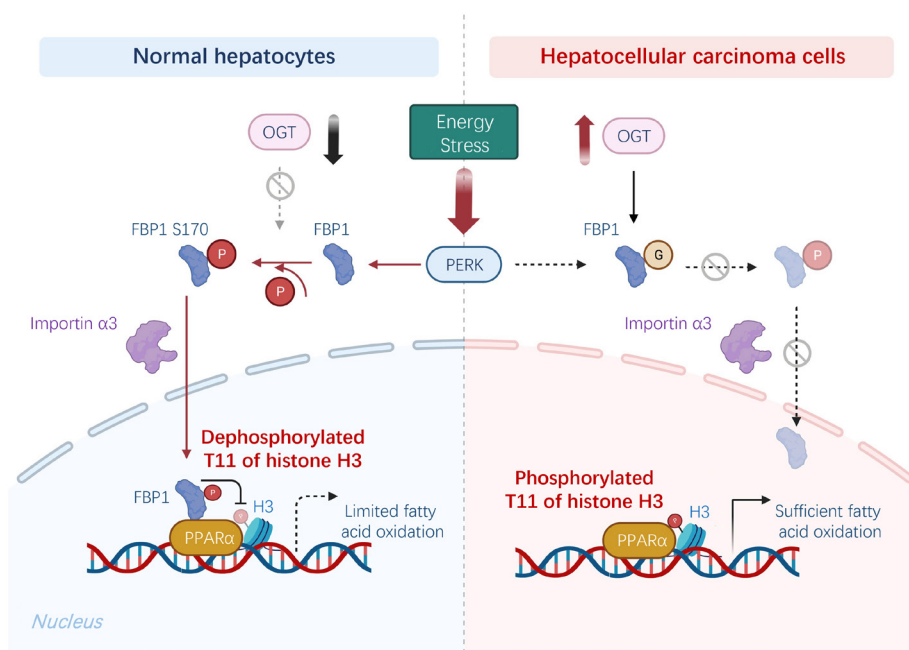 Normal hepatocytes
Hepatocellular carcinoma cells
OGT
Energy
Stress
OGT
FBP1 S170
P
FBP1
P
PERK
FBP1
G
P
Importin α3
Importin α3
Dephosphorylated
T11 of histone H3
FBP1
P
P
H3
PPARα
Limited fatty
acid oxidation
Phosphorylated
T11 of histone H3
P
H3
PPARα
Sufficient fatty
acid oxidation
Nucleus